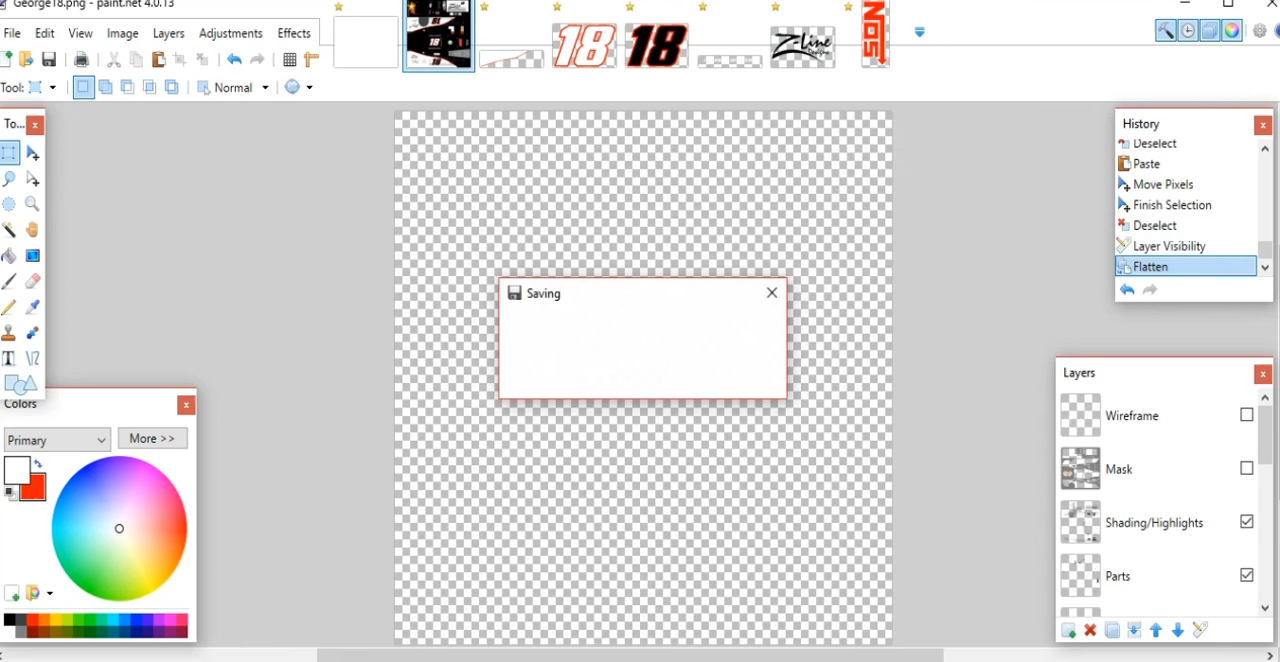 George18.png - paint.net 4.0.13
File Edit View Image Layers Adjustments Effects
18
18
Z-Line
Designs
NOS
Tool:
Normal
To...
History
Deselect
Paste
Move Pixels
Finish Selection
Deselect
Layer Visibility
Flatten
Saving
Layers
Wireframe
Mask
Shading/Highlights
Parts
Colors
Primary
More >>